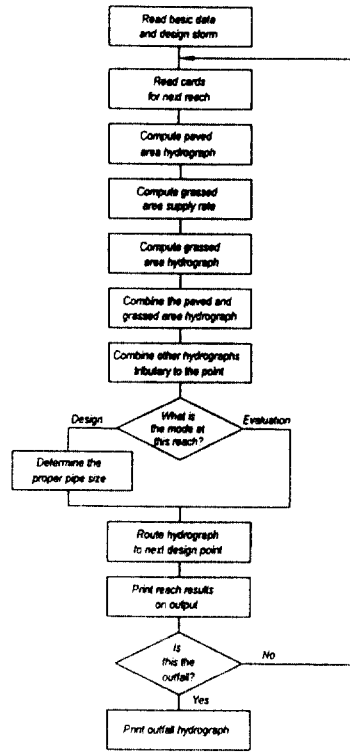 Read basic data
and design storm
Read cards
for next reach
Compute paved
area hydrograph
Compute grassed
area supply rate
Compute grassed
area hydrograph
Combine the paved and
grassed area hydrograph
Combine other hydrographs
tributary to the point
Design
What is
the mode at
this reach?
Evaluation
Determine the
proper pipe size
Route hydrograph
to next design point
Print reach results
on output
Is
this the
outfall?
No
Yes
Print outfall hydrograph